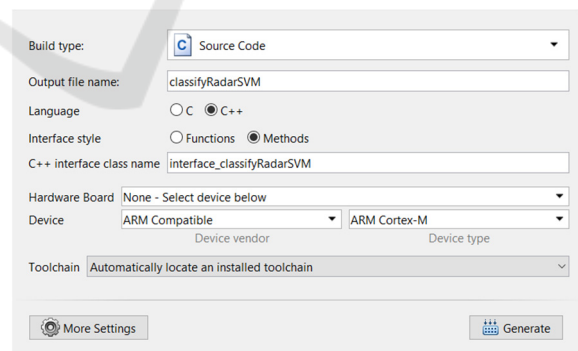 Build type: C Source Code
Output file name: classifyRadarSVM
Language C C++
Interface style Functions Methods
C++ interface class name interface_classifyRadarSVM
Hardware Board None - Select device below
Device ARM Compatible ARM Cortex-M
Device vendor Device type
Toolchain Automatically locate an installed toolchain
More Settings Generate